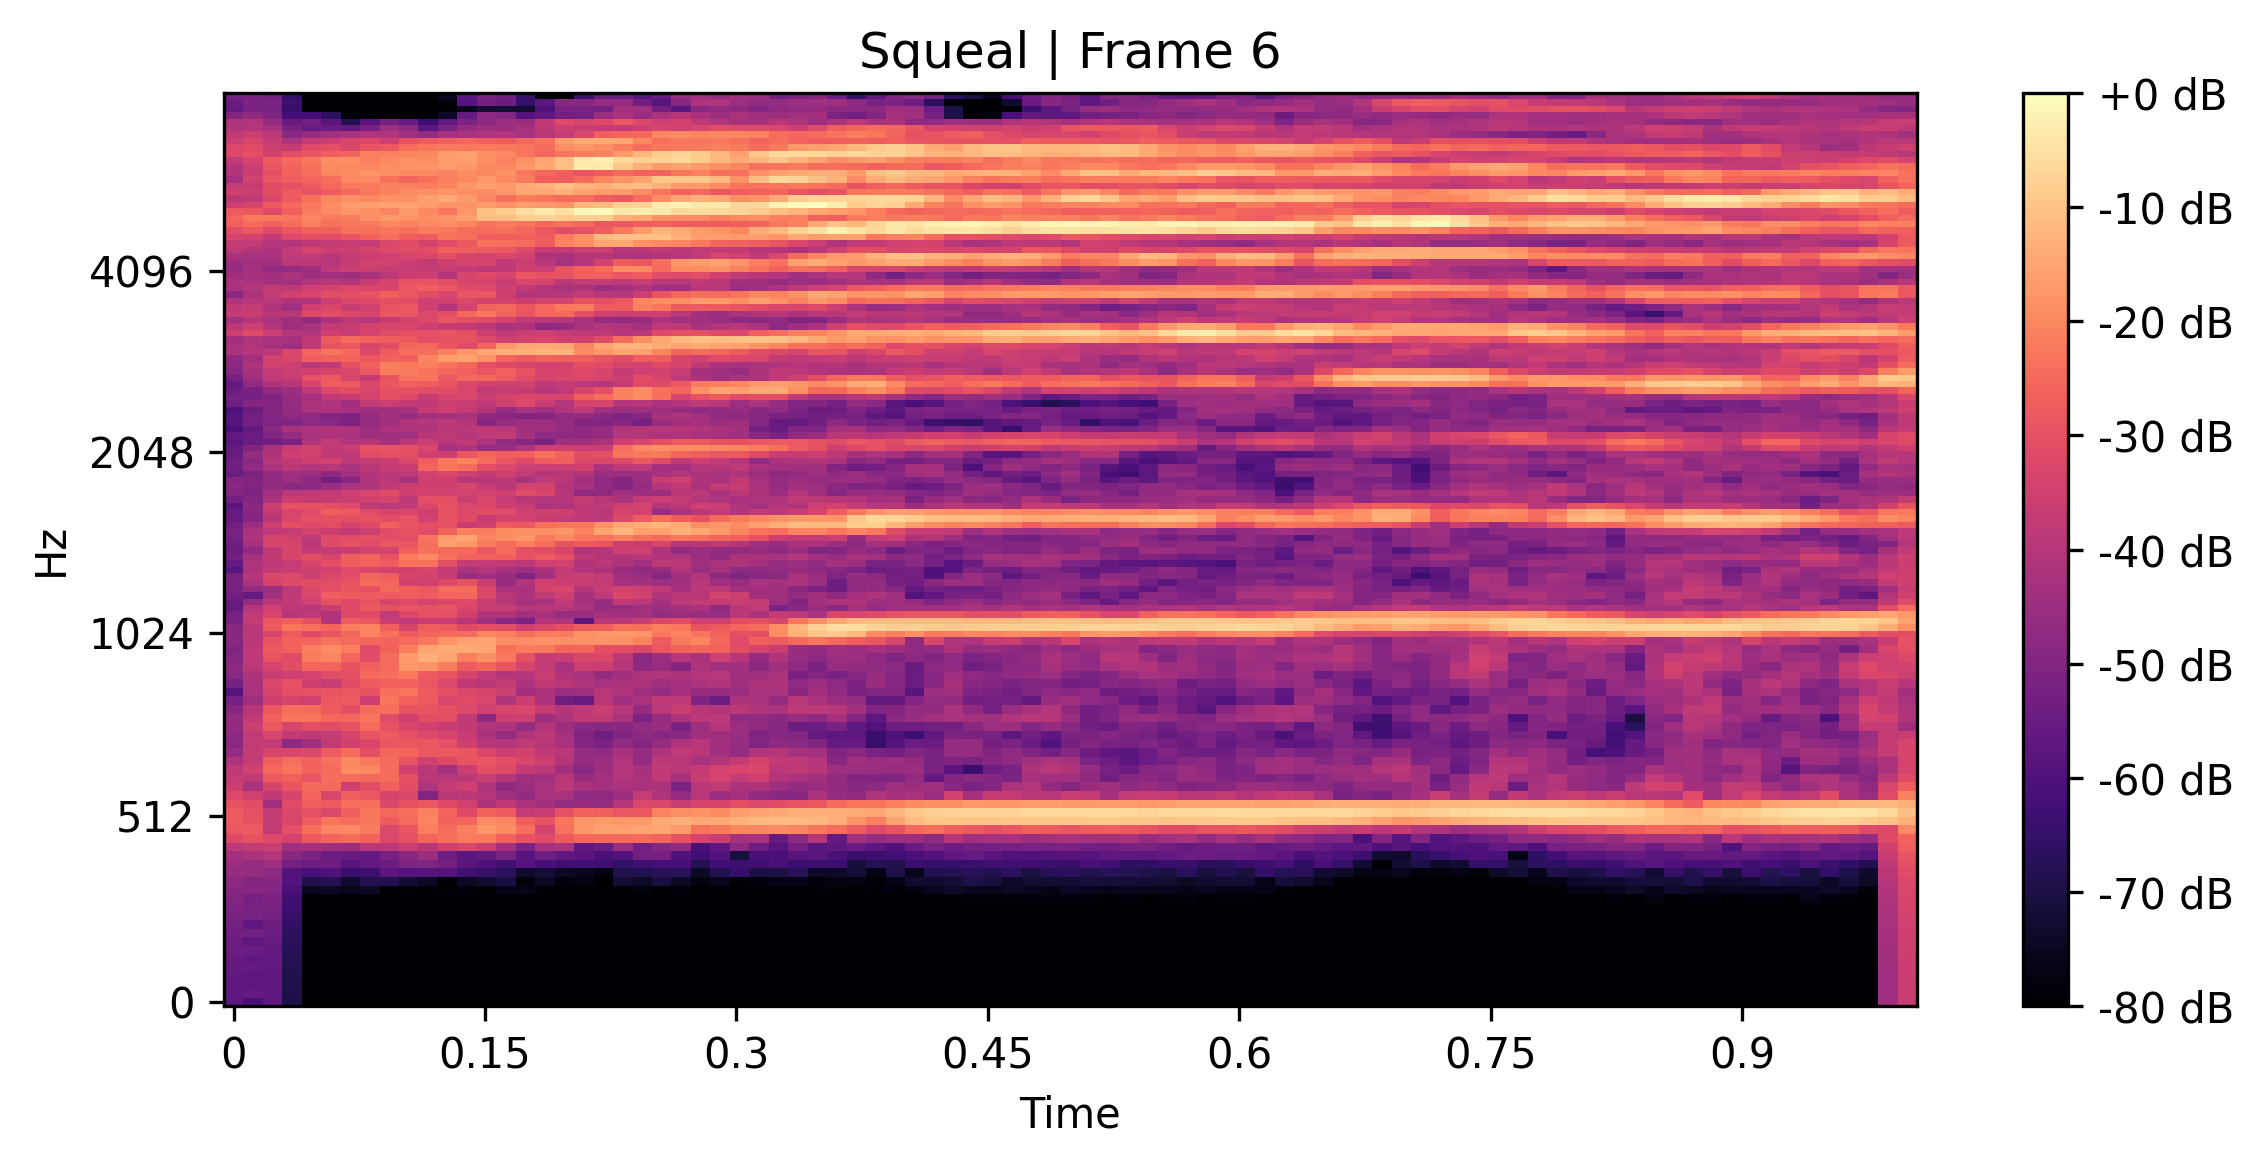 Squeal | Frame 6
Hz
4096
2048
1024
512
0
0
0.15
0.3
0.45
0.6
0.75
0.9
Time
+0 dB
-10 dB
-20 dB
-30 dB
-40 dB
-50 dB
-60 dB
-70 dB
-80 dB